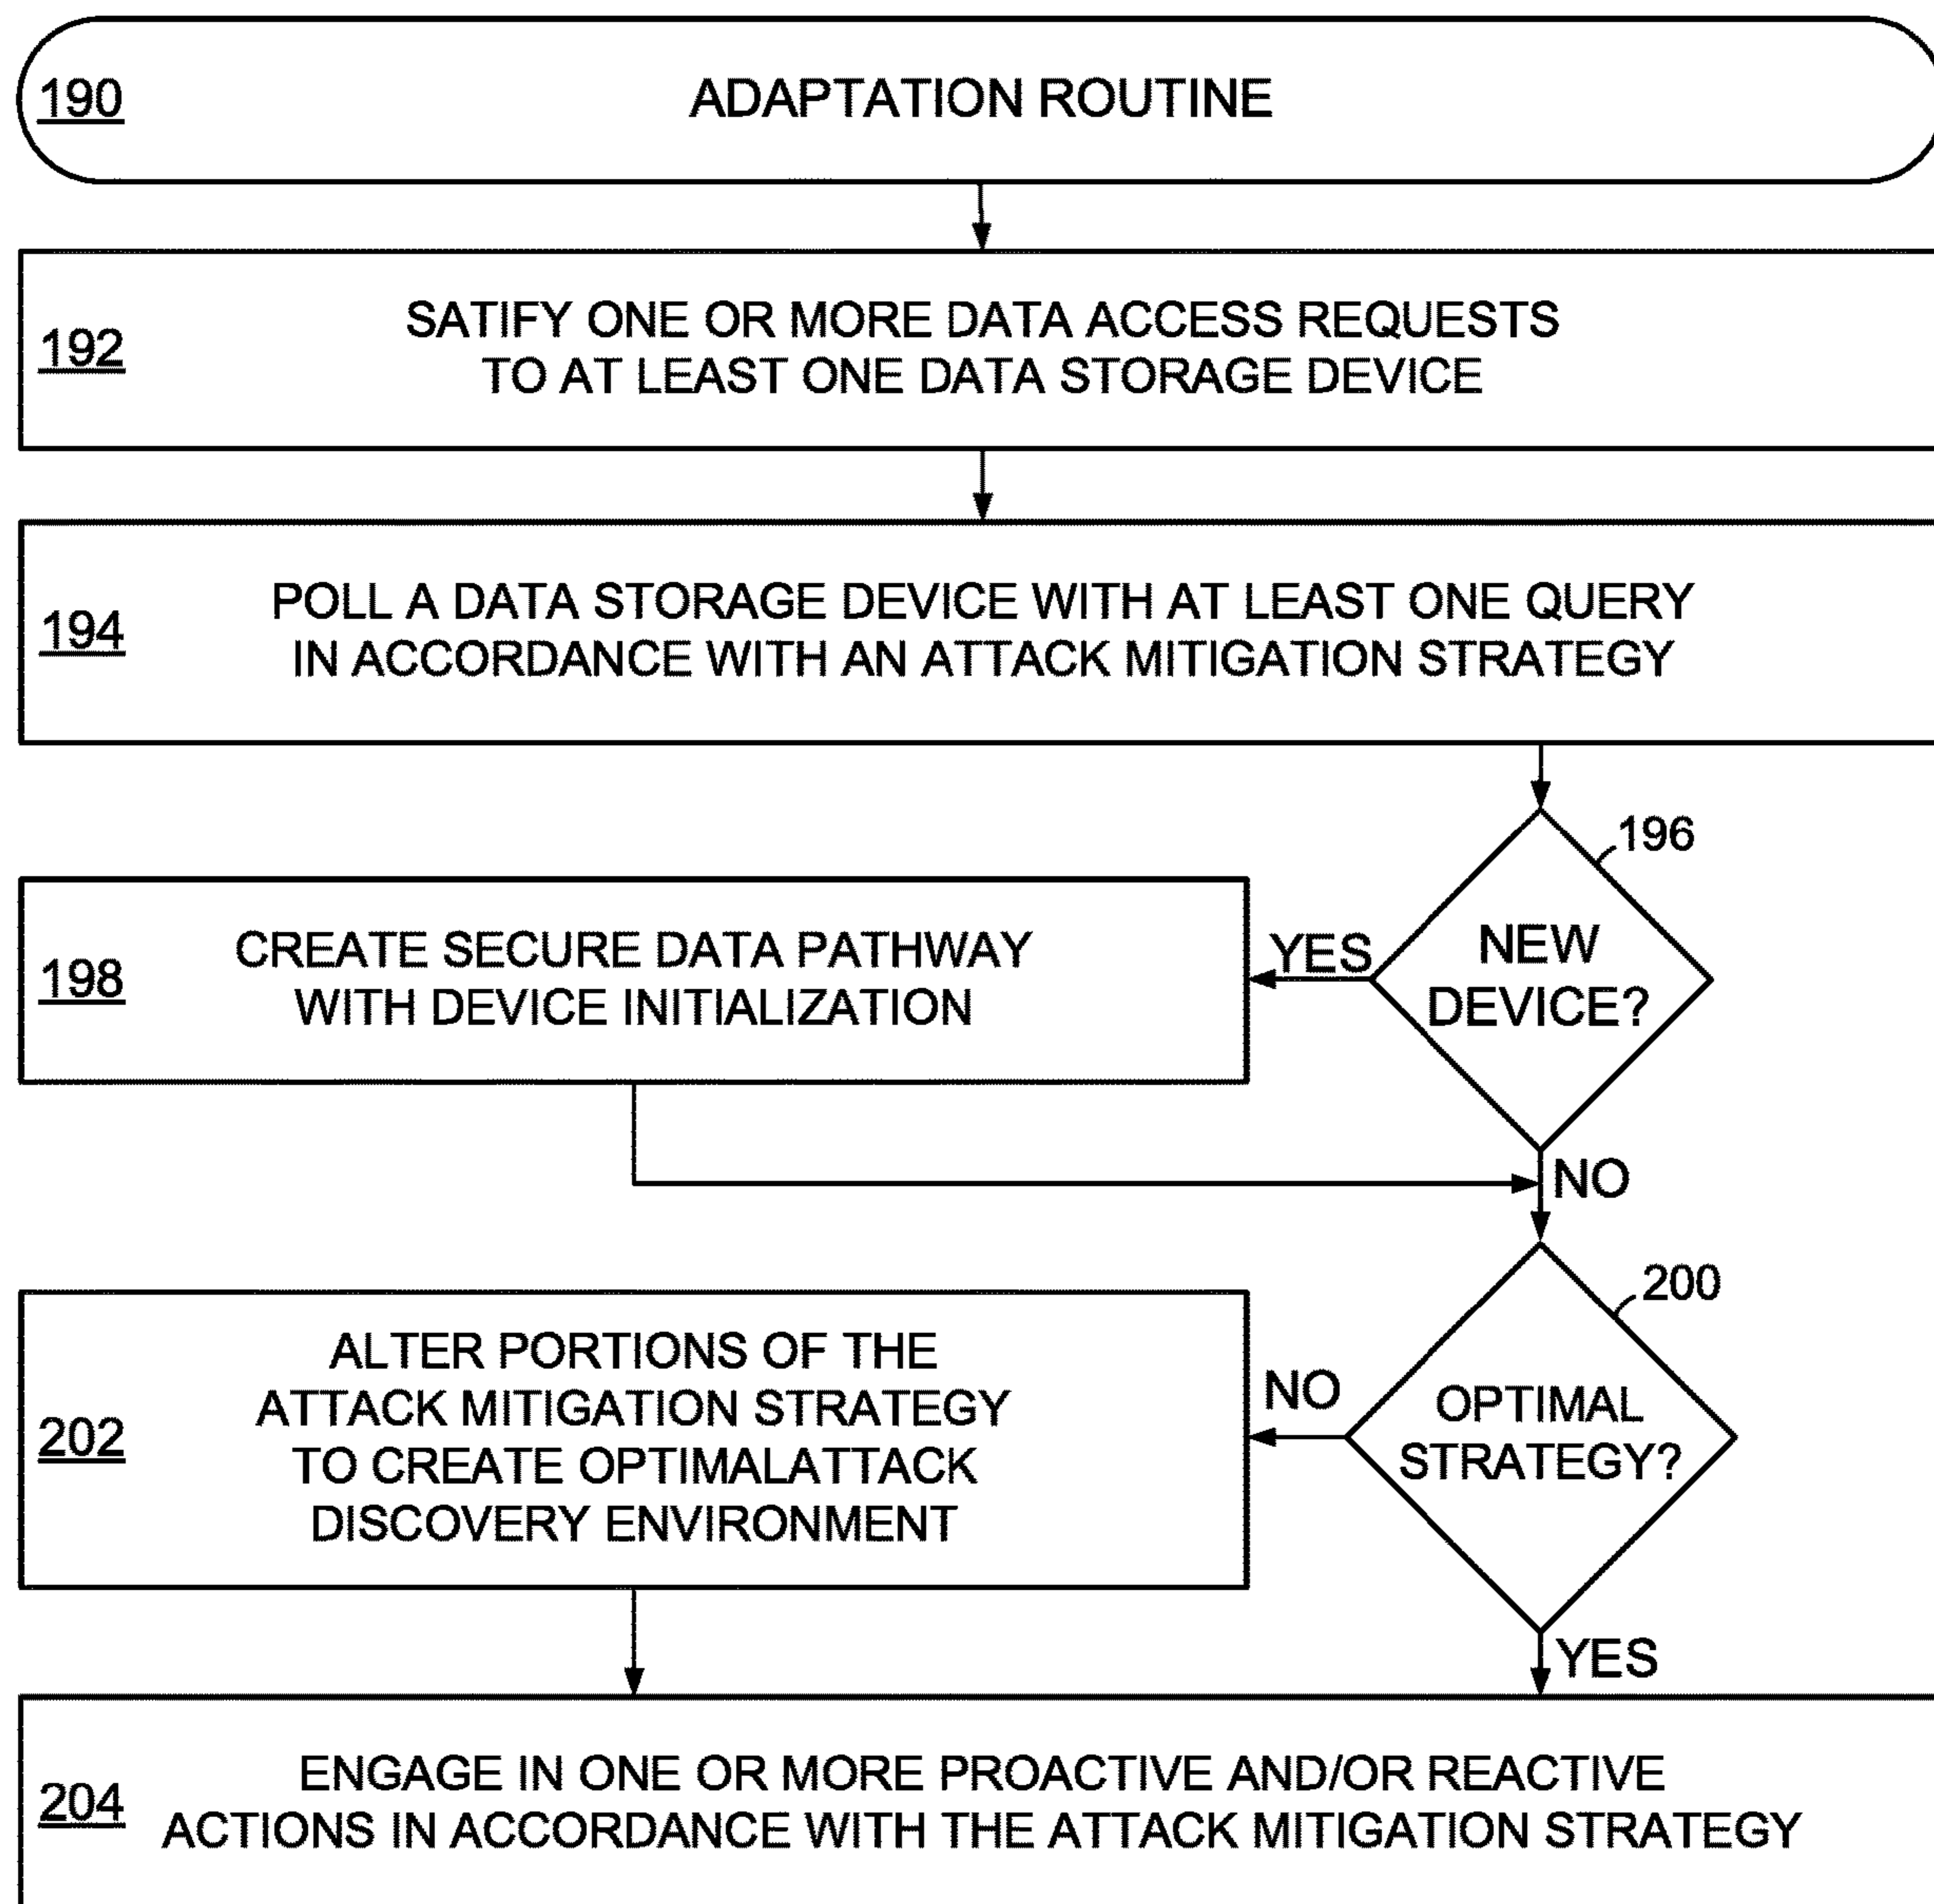 190
ADAPTATION ROUTINE
192
SATIFY ONE OR MORE DATA ACCESS REQUESTS
TO AT LEAST ONE DATA STORAGE DEVICE
194
POLL A DATA STORAGE DEVICE WITH AT LEAST ONE QUERY
IN ACCORDANCE WITH AN ATTACK MITIGATION STRATEGY
196
NEW
DEVICE?
YES
198
CREATE SECURE DATA PATHWAY
WITH DEVICE INITIALIZATION
NO
200
OPTIMAL
STRATEGY?
NO
202
ALTER PORTIONS OF THE
ATTACK MITIGATION STRATEGY
TO CREATE OPTIMALATTACK
DISCOVERY ENVIRONMENT
YES
204
ENGAGE IN ONE OR MORE PROACTIVE AND/OR REACTIVE
ACTIONS IN ACCORDANCE WITH THE ATTACK MITIGATION STRATEGY